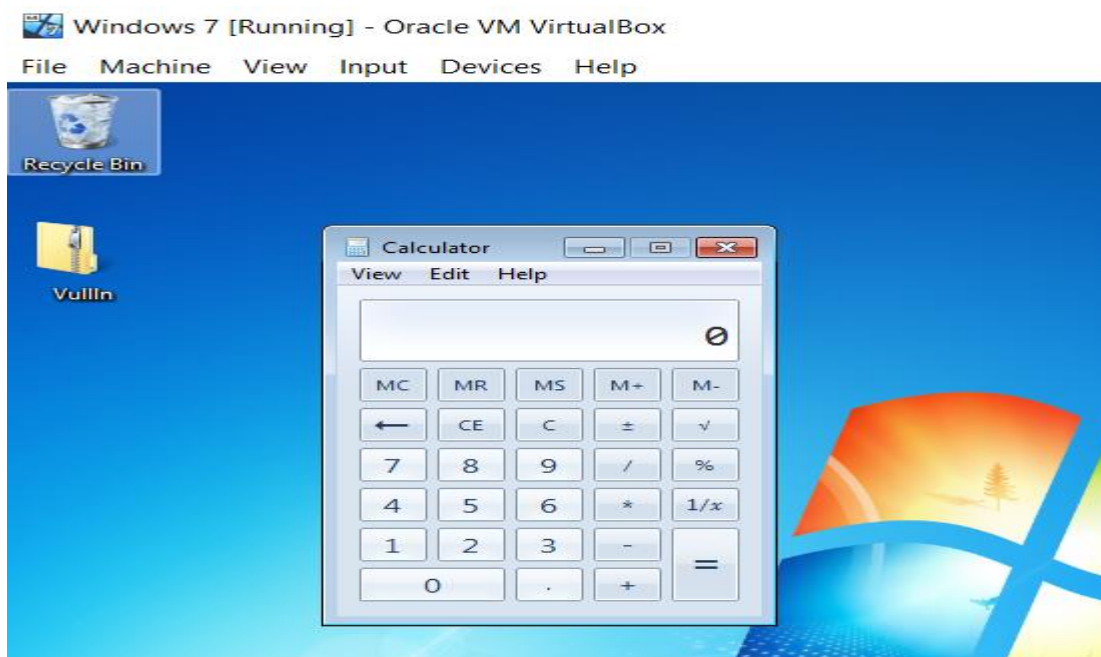 Windows 7 [Running] - Oracle VM VirtualBox
File Machine View Input Devices Help
Recycle Bin
VullIn
Calculator
View Edit Help
0
MC MR MS M+ M-
← CE C ± √
7 8 9 / %
4 5 6 * 1/x
1 2 3 - =
0 . +